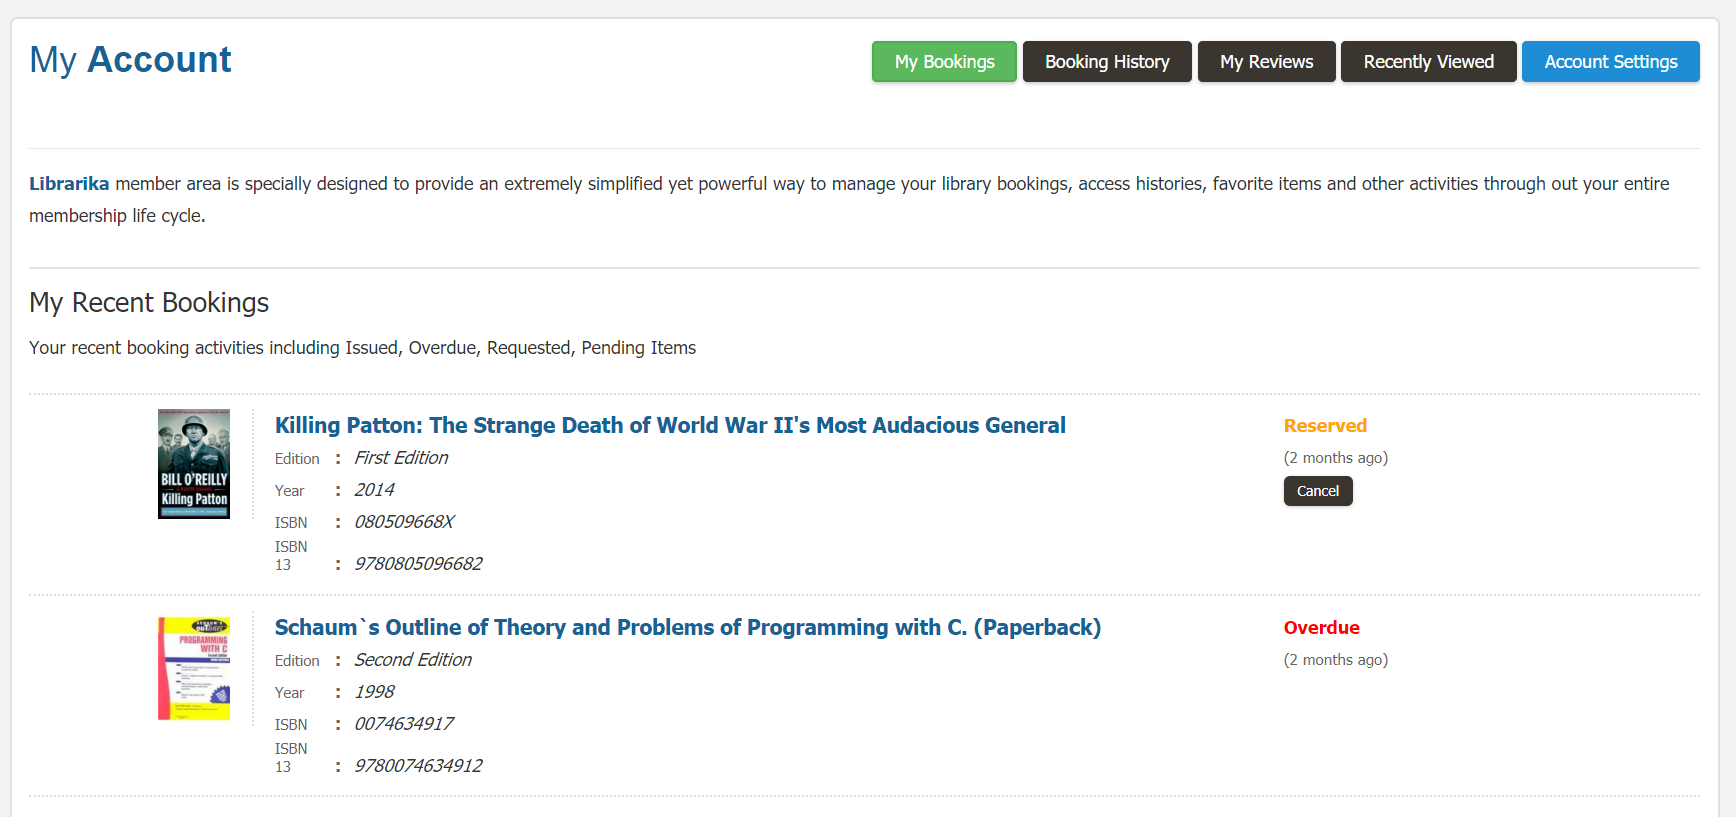 My Account
My Bookings
Booking History
My Reviews
Recently Viewed
Account Settings
Librarika member area is specially designed to provide an extremely simplified yet powerful way to manage your library bookings, access histories, favorite items and other activities through out your entire
membership life cycle.
My Recent Bookings
Your recent booking activities including Issued, Overdue, Requested, Pending Items
BILL O'REILLY
Killing Patton
Killing Patton: The Strange Death of World War II's Most Audacious General
Edition : First Edition
Year : 2014
ISBN : 080509668X
ISBN
13 : 9780805096682
Reserved
(2 months ago)
Cancel
SCHAUM'S
OUTlines
PROGRAMMING
WITH C
Schaum`s Outline of Theory and Problems of Programming with C. (Paperback)
Edition : Second Edition
Year : 1998
ISBN : 0074634917
ISBN
13 : 9780074634912
Overdue
(2 months ago)